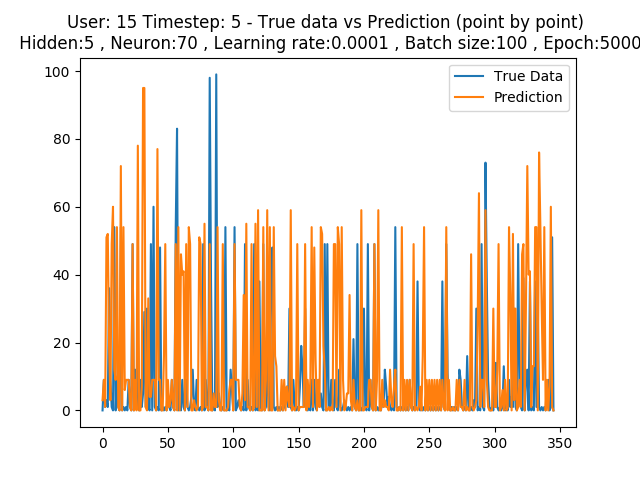 User: 15 Timestep: 5 - True data vs Prediction (point by point)
Hidden:5 , Neuron:70 , Learning rate:0.0001 , Batch size:100 , Epoch:5000
True Data
Prediction
100
80
60
40
20
0
0 50 100 150 200 250 300 350